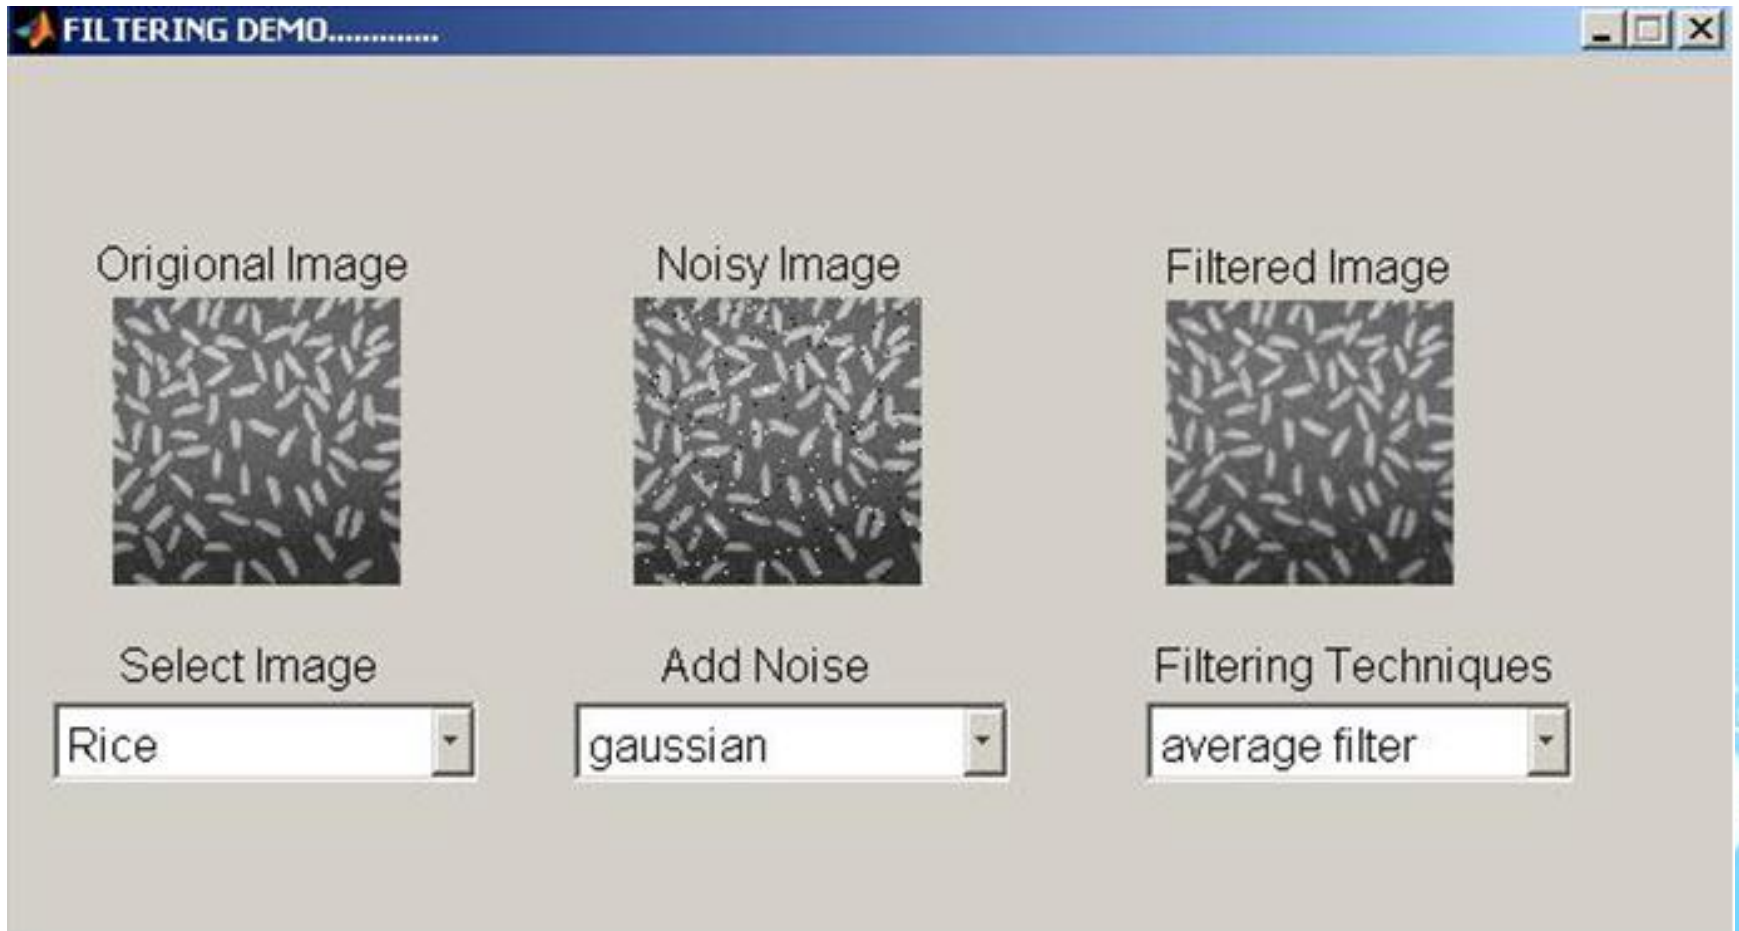 FILTERING DEMO.............
Origional Image
Noisy Image
Filtered Image
Select Image
Add Noise
Filtering Techniques
Rice
gaussian
average filter